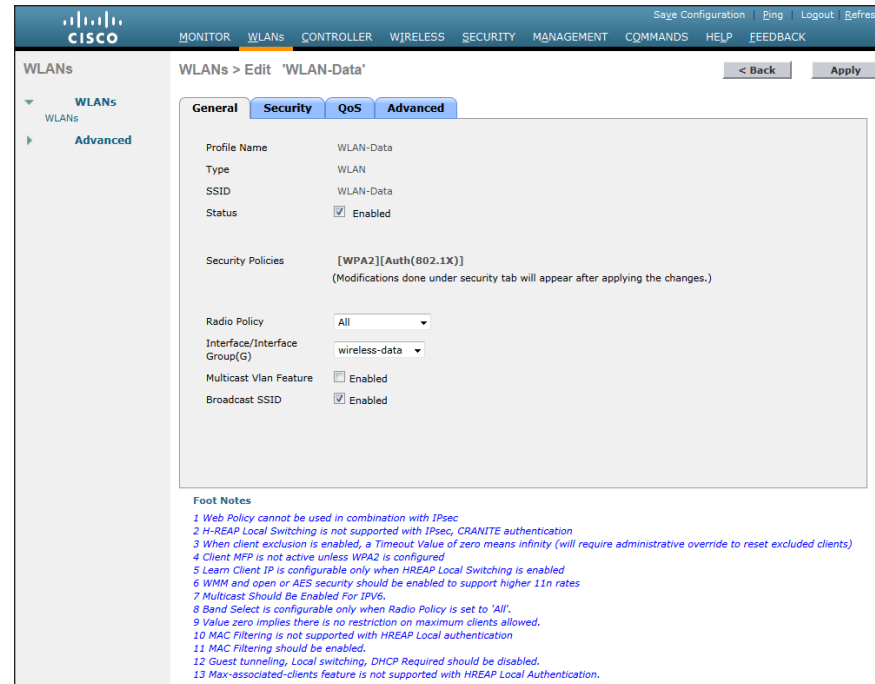 Save Configuration | Ping | Logout | Refres
CISCO
MONITOR WLANs CONTROLLER WIRELESS SECURITY MANAGEMENT COMMANDS HELP FEEDBACK
WLANs
WLANs > Edit 'WLAN-Data'
< Back
Apply
WLANs
WLANs
Advanced
General Security QoS Advanced
Profile Name WLAN-Data
Type WLAN
SSID WLAN-Data
Status Enabled
Security Policies [WPA2][Auth(802.1X)]
(Modifications done under security tab will appear after applying the changes.)
Radio Policy All
Interface/Interface
Group(G) wireless-data
Multicast Vlan Feature Enabled
Broadcast SSID Enabled
Foot Notes
1 Web Policy cannot be used in combination with IPsec
2 H-REAP Local Switching is not supported with IPsec, CRANITE authentication
3 When client exclusion is enabled, a Timeout Value of zero means infinity (will require administrative override to reset excluded clients)
4 Client MFP is not active unless WPA2 is configured
5 Learn Client IP is configurable only when HREAP Local Switching is enabled
6 WMM and open or AES security should be enabled to support higher 11n rates
7 Multicast Should Be Enabled For IPV6.
8 Band Select is configurable only when Radio Policy is set to 'All'.
9 Value zero implies there is no restriction on maximum clients allowed.
10 MAC Filtering is not supported with HREAP Local authentication
11 MAC Filtering should be enabled.
12 Guest tunneling, Local switching, DHCP Required should be disabled.
13 Max-associated-clients feature is not supported with HREAP Local Authentication.